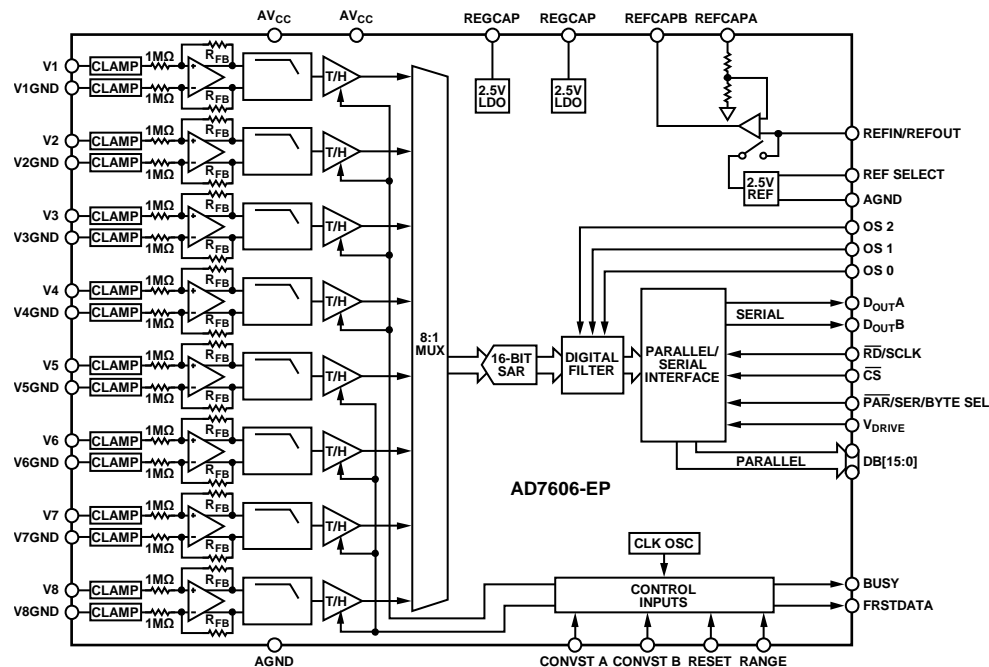 AVCC
AVCC
REGCAP
REGCAP
REFCAPB
REFCAPA
V1
V1GND
CLAMP
CLAMP
1MΩ
1MΩ
RFB
RFB
T/H
2.5V
LDO
2.5V
LDO
V2
V2GND
CLAMP
CLAMP
1MΩ
1MΩ
RFB
RFB
T/H
REFIN/REFOUT
2.5V
REF
REF SELECT
AGND
V3
V3GND
CLAMP
CLAMP
1MΩ
1MΩ
RFB
RFB
T/H
OS 2
OS 1
OS 0
V4
V4GND
CLAMP
CLAMP
1MΩ
1MΩ
RFB
RFB
T/H
8:1
MUX
16-BIT
SAR
DIGITAL
FILTER
PARALLEL/
SERIAL
INTERFACE
SERIAL
DOUTA
DOUTB
R̅D̅/SCLK
C̅S̅
P̅A̅R̅/SER/BYTE SEL
VDRIVE
PARALLEL
DB[15:0]
V5
V5GND
CLAMP
CLAMP
1MΩ
1MΩ
RFB
RFB
T/H
V6
V6GND
CLAMP
CLAMP
1MΩ
1MΩ
RFB
RFB
T/H
AD7606-EP
V7
V7GND
CLAMP
CLAMP
1MΩ
1MΩ
RFB
RFB
T/H
CLK OSC
V8
V8GND
CLAMP
CLAMP
1MΩ
1MΩ
RFB
RFB
T/H
CONTROL
INPUTS
BUSY
FRSTDATA
AGND
CONVST A
CONVST B
RESET
RANGE